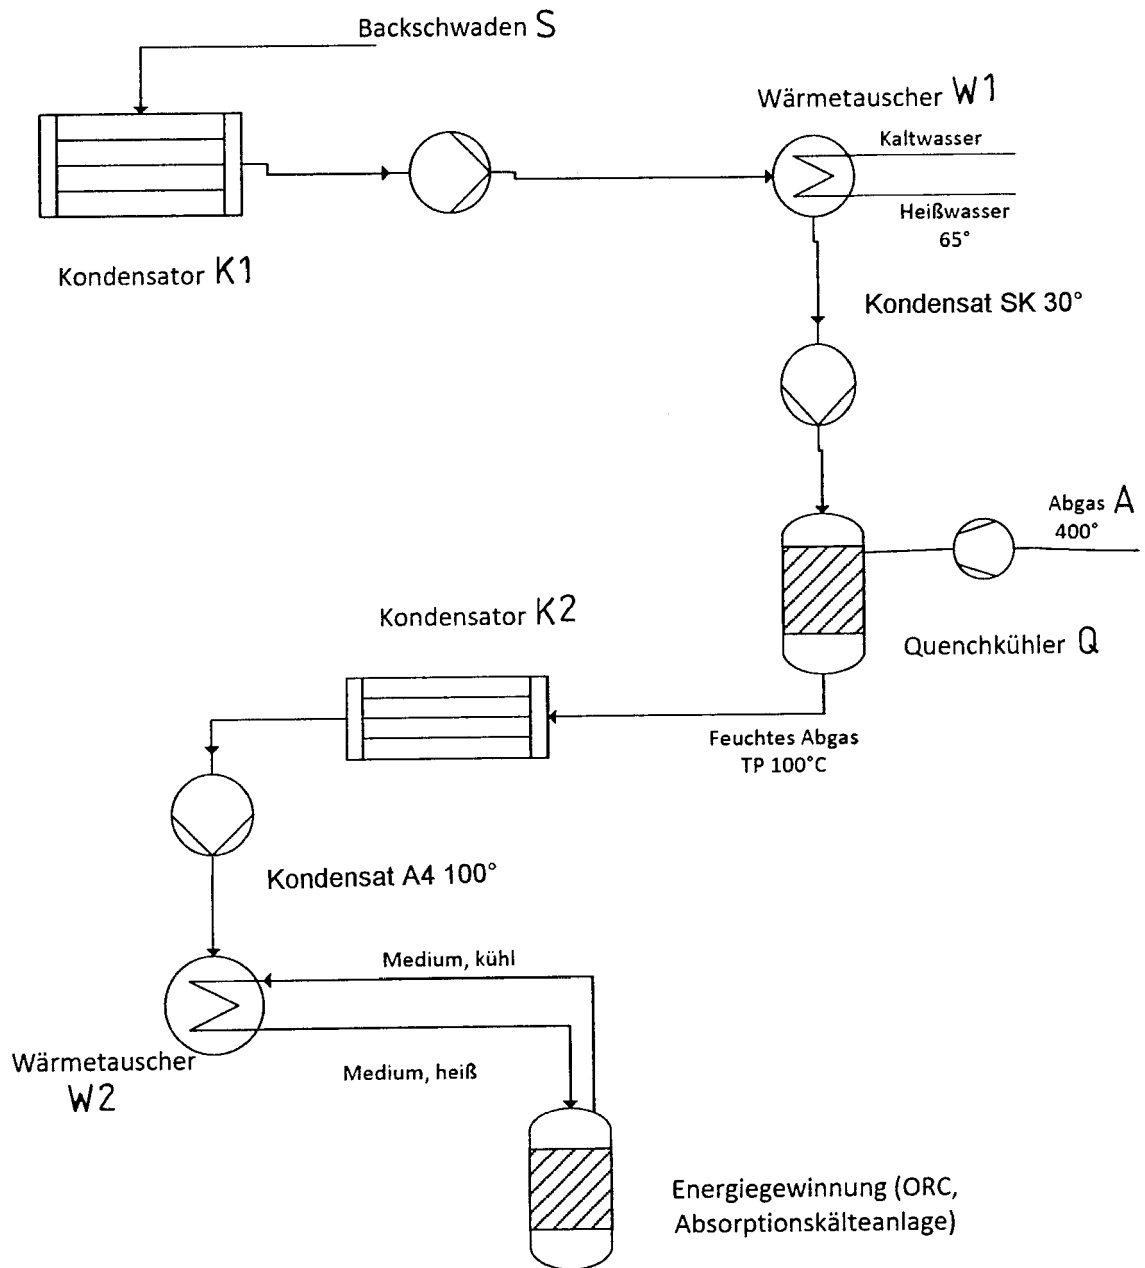 Backschwaden S
Wärmetauscher W1
Kaltwasser
Heißwasser
65°
Kondensator K1
Kondensat SK 30°
Abgas A
400°
Kondensator K2
Quenchkühler Q
Feuchtes Abgas
TP 100°C
Kondensat A4 100°
Medium, kühl
Wärmetauscher
W2
Medium, heiß
Energiegewinnung (ORC,
Absorptionskälteanlage)